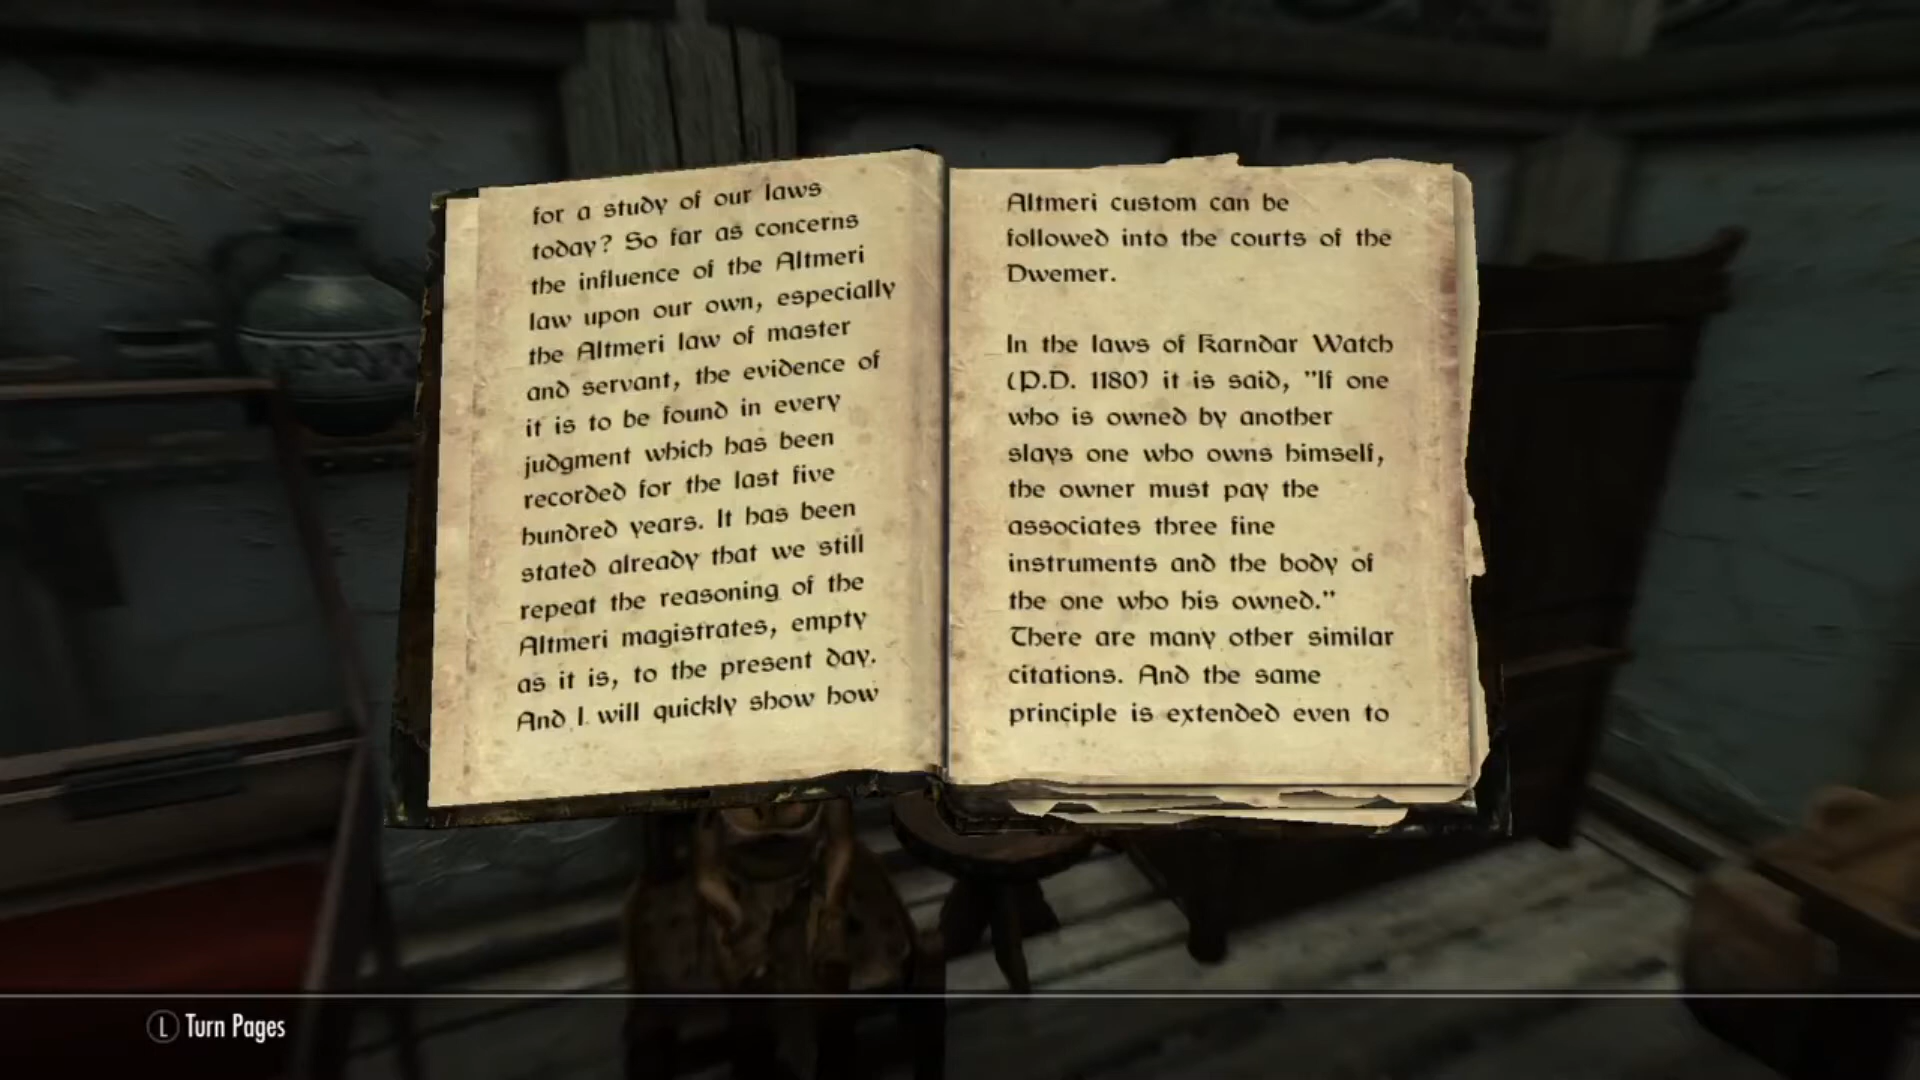 for a study of our laws
today? So far as concerns
the influence of the Altmeri
law upon our own, especially
the Altmeri law of master
and servant, the evidence of
it is to be found in every
judgment which has been
recorded for the last five
hundred years. It has been
stated already that we still
repeat the reasoning of the
Altmeri magistrates, empty
as it is, to the present day.
And I will quickly show how
Altmeri custom can be
followed into the courts of the
Dwemer.
In the laws of Karndar Watch
(P.D. 1180) it is said, "If one
who is owned by another
slays one who owns himself,
the owner must pay the
associates three fine
instruments and the body of
the one who his owned."
There are many other similar
citations. And the same
principle is extended even to
L Turn Pages